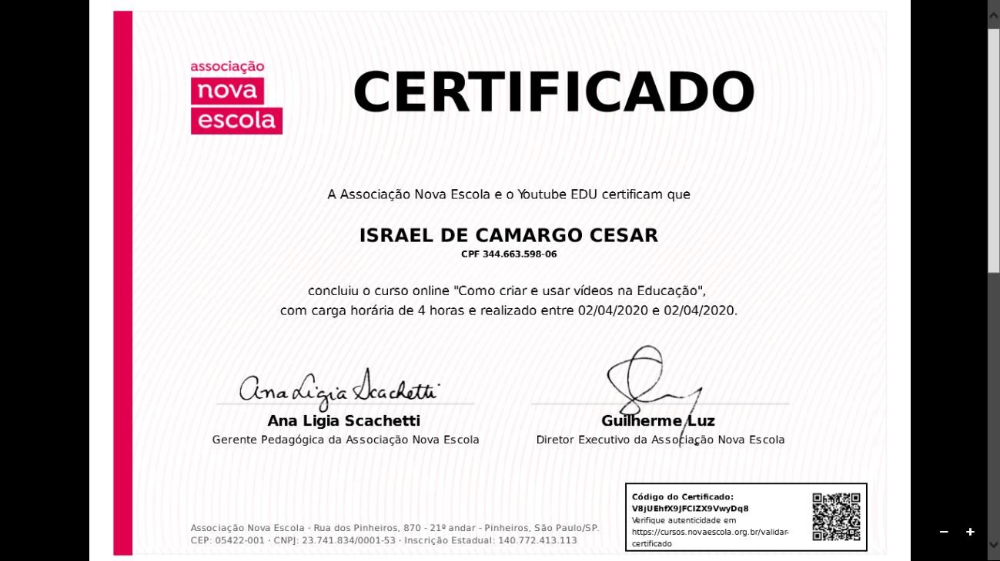 associação
nova
escola
CERTIFICADO
A Associação Nova Escola e o Youtube EDU certificam que
ISRAEL DE CAMARGO CESAR
CPF 344.663.598-06
concluiu o curso online "Como criar e usar vídeos na Educação",
com carga horária de 4 horas e realizado entre 02/04/2020 e 02/04/2020.
Ana Ligia Scachetti
Ana Ligia Scachetti
Gerente Pedagógica da Associação Nova Escola
Guilherme Luz
Diretor Executivo da Associação Nova Escola
Associação Nova Escola · Rua dos Pinheiros, 870 - 21º andar - Pinheiros, São Paulo/SP.
CEP: 05422-001 · CNPJ: 23.741.834/0001-53 · Inscrição Estadual: 140.772.413.113
Código do Certificado:
V8jUEhfX9JFCIZX9VwyDq8
Verifique autenticidade em
https://cursos.novaescola.org.br/validar-
certificado